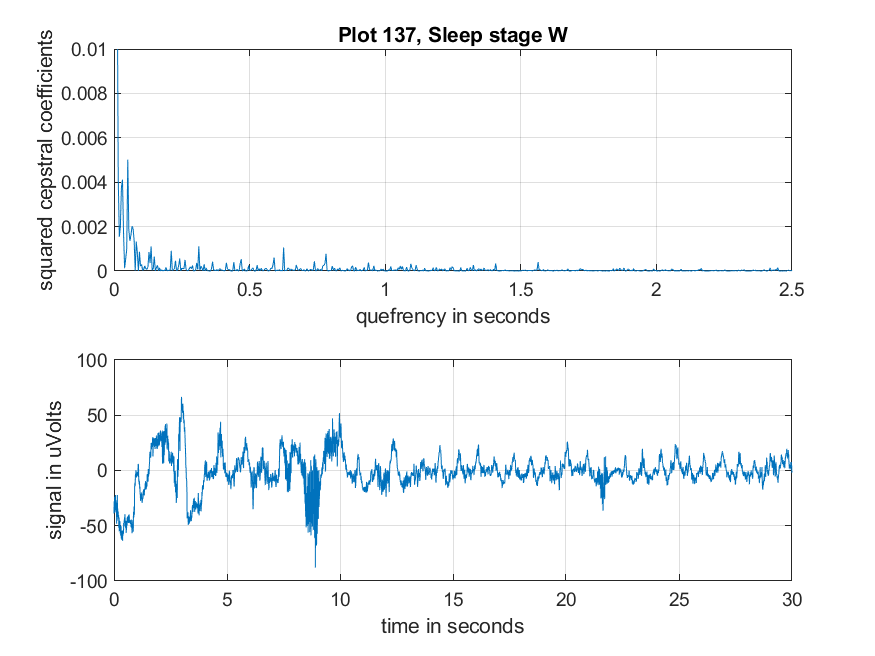 Plot 137, Sleep stage W
squared cepstral coefficients
0.01
0.008
0.006
0.004
0.002
0
0 0.5 1 1.5 2 2.5
quefrency in seconds
signal in uVolts
100
50
0
-50
-100
0 5 10 15 20 25 30
time in seconds